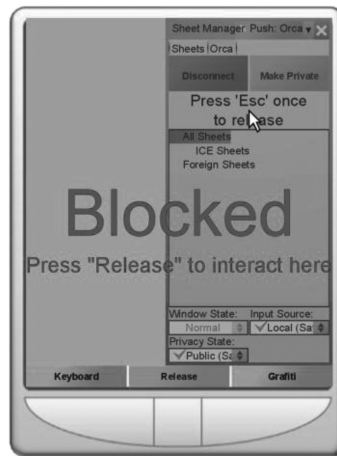 Sheet Manager Push: Orca
Sheets Orca
Disconnect Make Private
Press 'Esc' once
to release
All Sheets
ICE Sheets
Foreign Sheets
Blocked
Press "Release" to interact here
Window State: Input Source:
Normal Local (Sa
Privacy State:
Public (Sa
Keyboard Release Grafiti